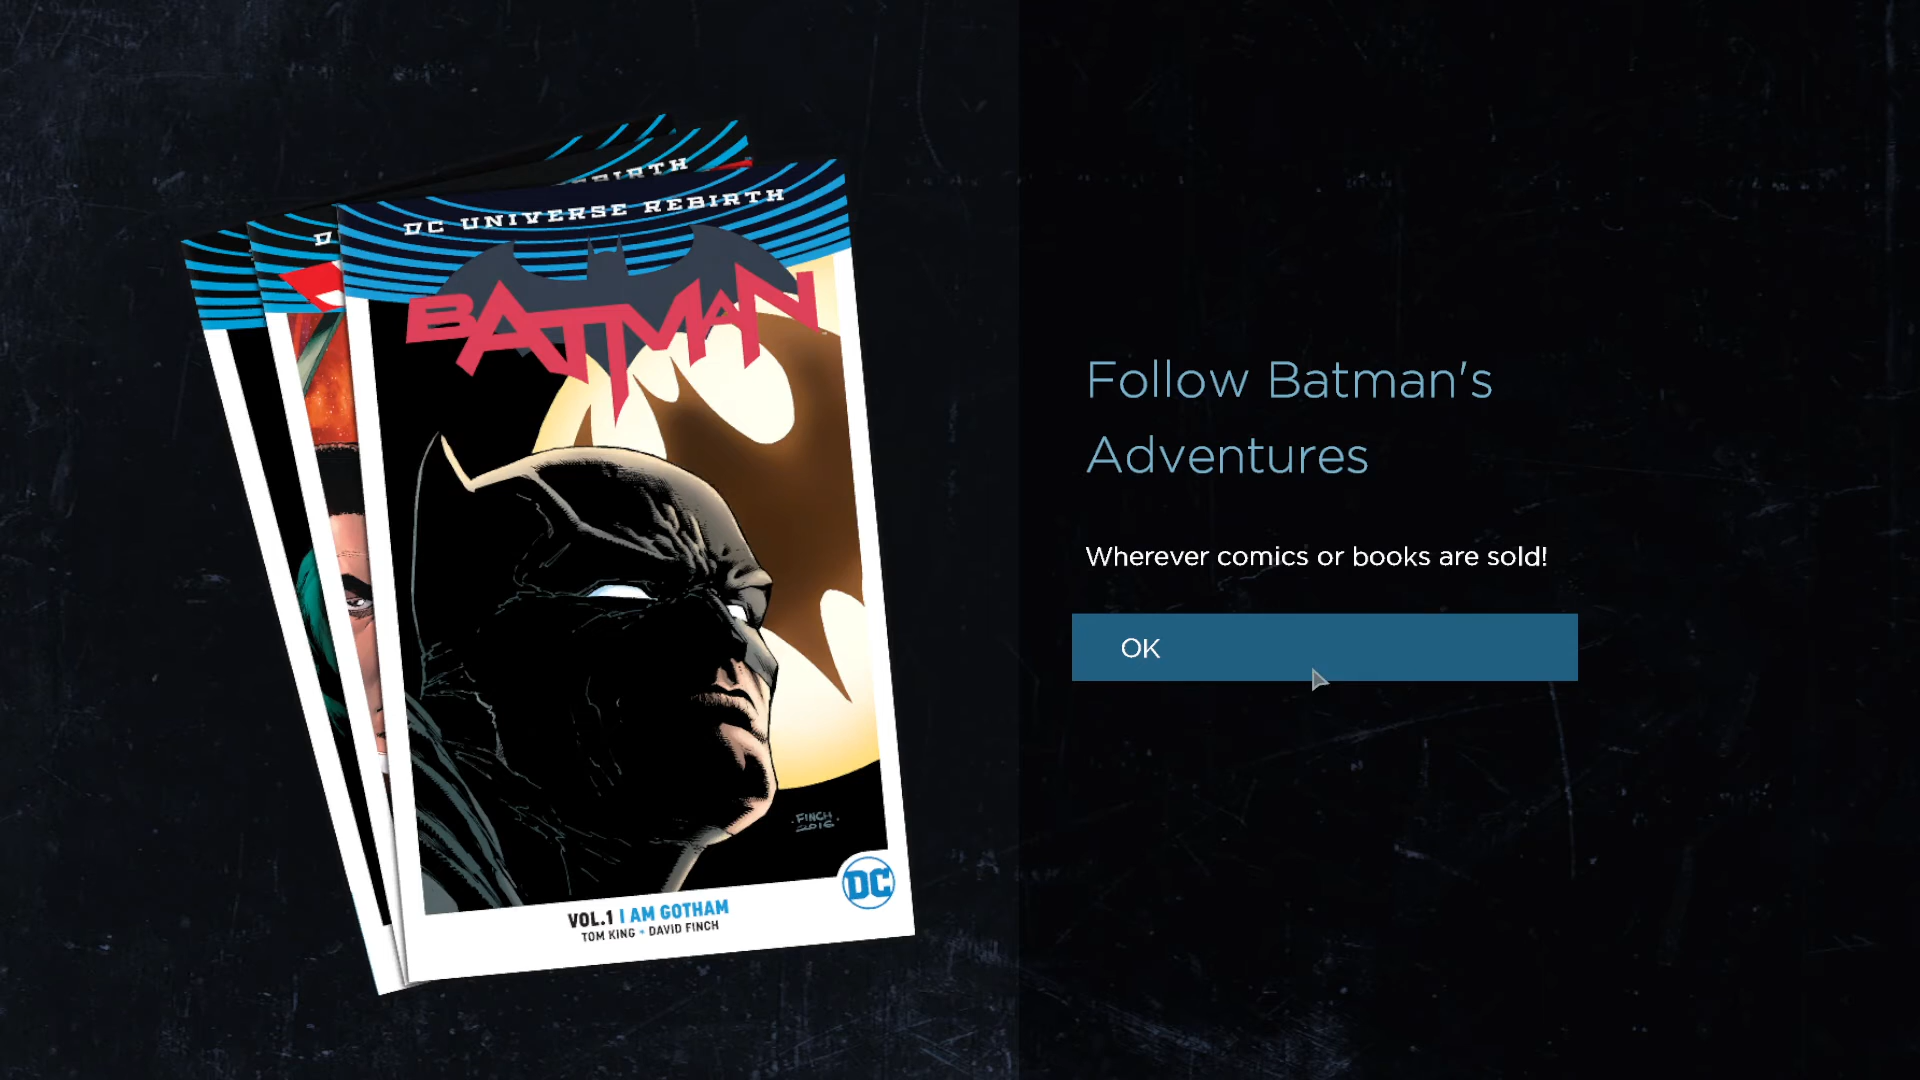 DC UNIVERSE REBIRTH
BATMAN
FINCH
2016
DC
VOL.1 I AM GOTHAM
TOM KING • DAVID FINCH
Follow Batman's
Adventures
Wherever comics or books are sold!
OK